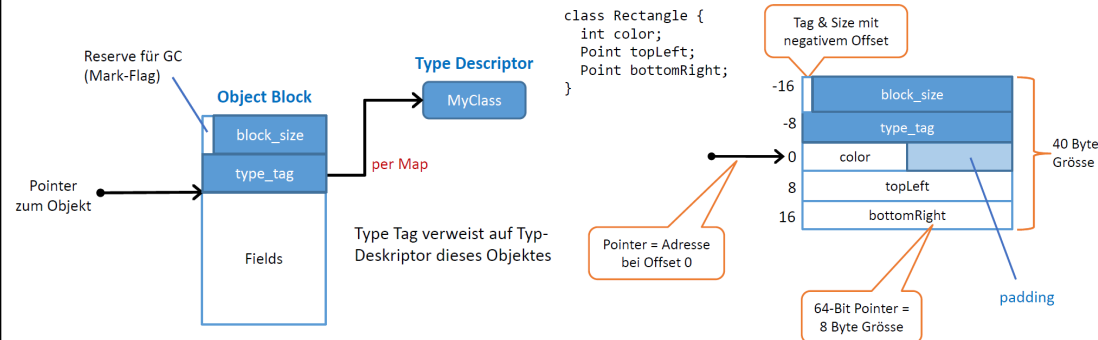 Reserve für GC
(Mark-Flag)
Object Block
block_size
type_tag
Fields
Pointer
zum Objekt
Type Descriptor
MyClass
per Map
Type Tag verweist auf Typ-
Deskriptor dieses Objektes
class Rectangle {
int color;
Point topLeft;
Point bottomRight;
}
Tag & Size mit
negativem Offset
-16
block_size
-8
type_tag
0
color
8
topLeft
16
bottomRight
40 Byte
Grösse
Pointer = Adresse
bei Offset 0
64-Bit Pointer =
8 Byte Grösse
padding